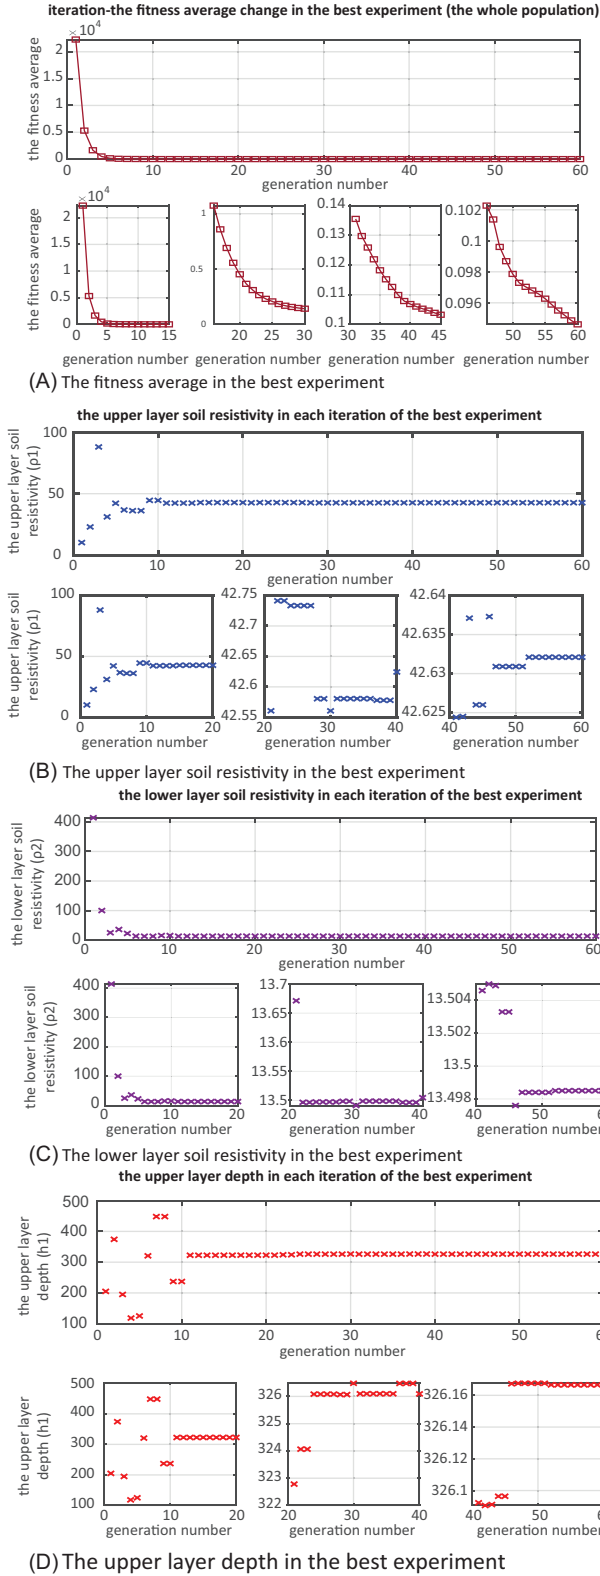 iteration-the fitness average change in the best experiment (the whole population)
× 10^4
the fitness average
2
1.5
1
0.5
0
0 10 20 30 40 50 60
generation number
× 10^4
the fitness average
2
1.5
1
0.5
0
0 5 10 15
generation number
1
0.5
0
20 25 30
generation number
0.14
0.13
0.12
0.11
0.1
30 35 40 45
generation number
0.102
0.1
0.098
0.096
50 55 60
generation number
(A) The fitness average in the best experiment
the upper layer soil resistivity in each iteration of the best experiment
the upper layer soil
resistivity (ρ1)
100
50
0
0 10 20 30 40 50 60
generation number
the upper layer soil
resistivity (ρ1)
100
50
0
0 10 20
generation number
42.75
42.7
42.65
42.6
42.55
20 30 40
generation number
42.64
42.635
42.63
42.625
40 50 60
generation number
(B) The upper layer soil resistivity in the best experiment
the lower layer soil resistivity in each iteration of the best experiment
the lower layer soil
resistivity (ρ2)
400
300
200
100
0
0 10 20 30 40 50 60
generation number
the lower layer soil
resistivity (ρ2)
400
300
200
100
0
0 10 20
generation number
13.7
13.65
13.6
13.55
13.5
20 30 40
generation number
13.504
13.502
13.5
13.498
40 50 60
generation number
(C) The lower layer soil resistivity in the best experiment
the upper layer depth in each iteration of the best experiment
the upper layer
depth (h1)
500
400
300
200
100
0 10 20 30 40 50 60
generation number
the upper layer
depth (h1)
500
400
300
200
100
0 10 20
generation number
326
325
324
323
322
20 30 40
generation number
326.16
326.14
326.12
326.1
40 50 60
generation number
(D) The upper layer depth in the best experiment